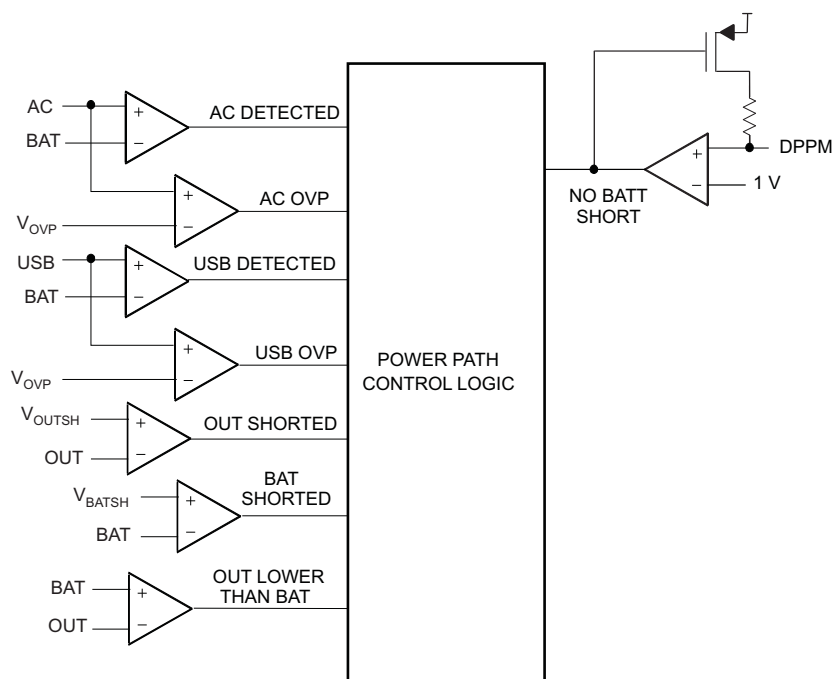 AC
BAT
+
−
AC DETECTED
+
−
AC OVP
V_OVP
USB
BAT
+
−
USB DETECTED
+
−
USB OVP
V_OVP
V_OUTSH
OUT
+
−
OUT SHORTED
V_BATSH
BAT
+
−
BAT
SHORTED
BAT
OUT
+
−
OUT LOWER
THAN BAT
POWER PATH
CONTROL LOGIC
NO BATT
SHORT
+
−
DPPM
1 V